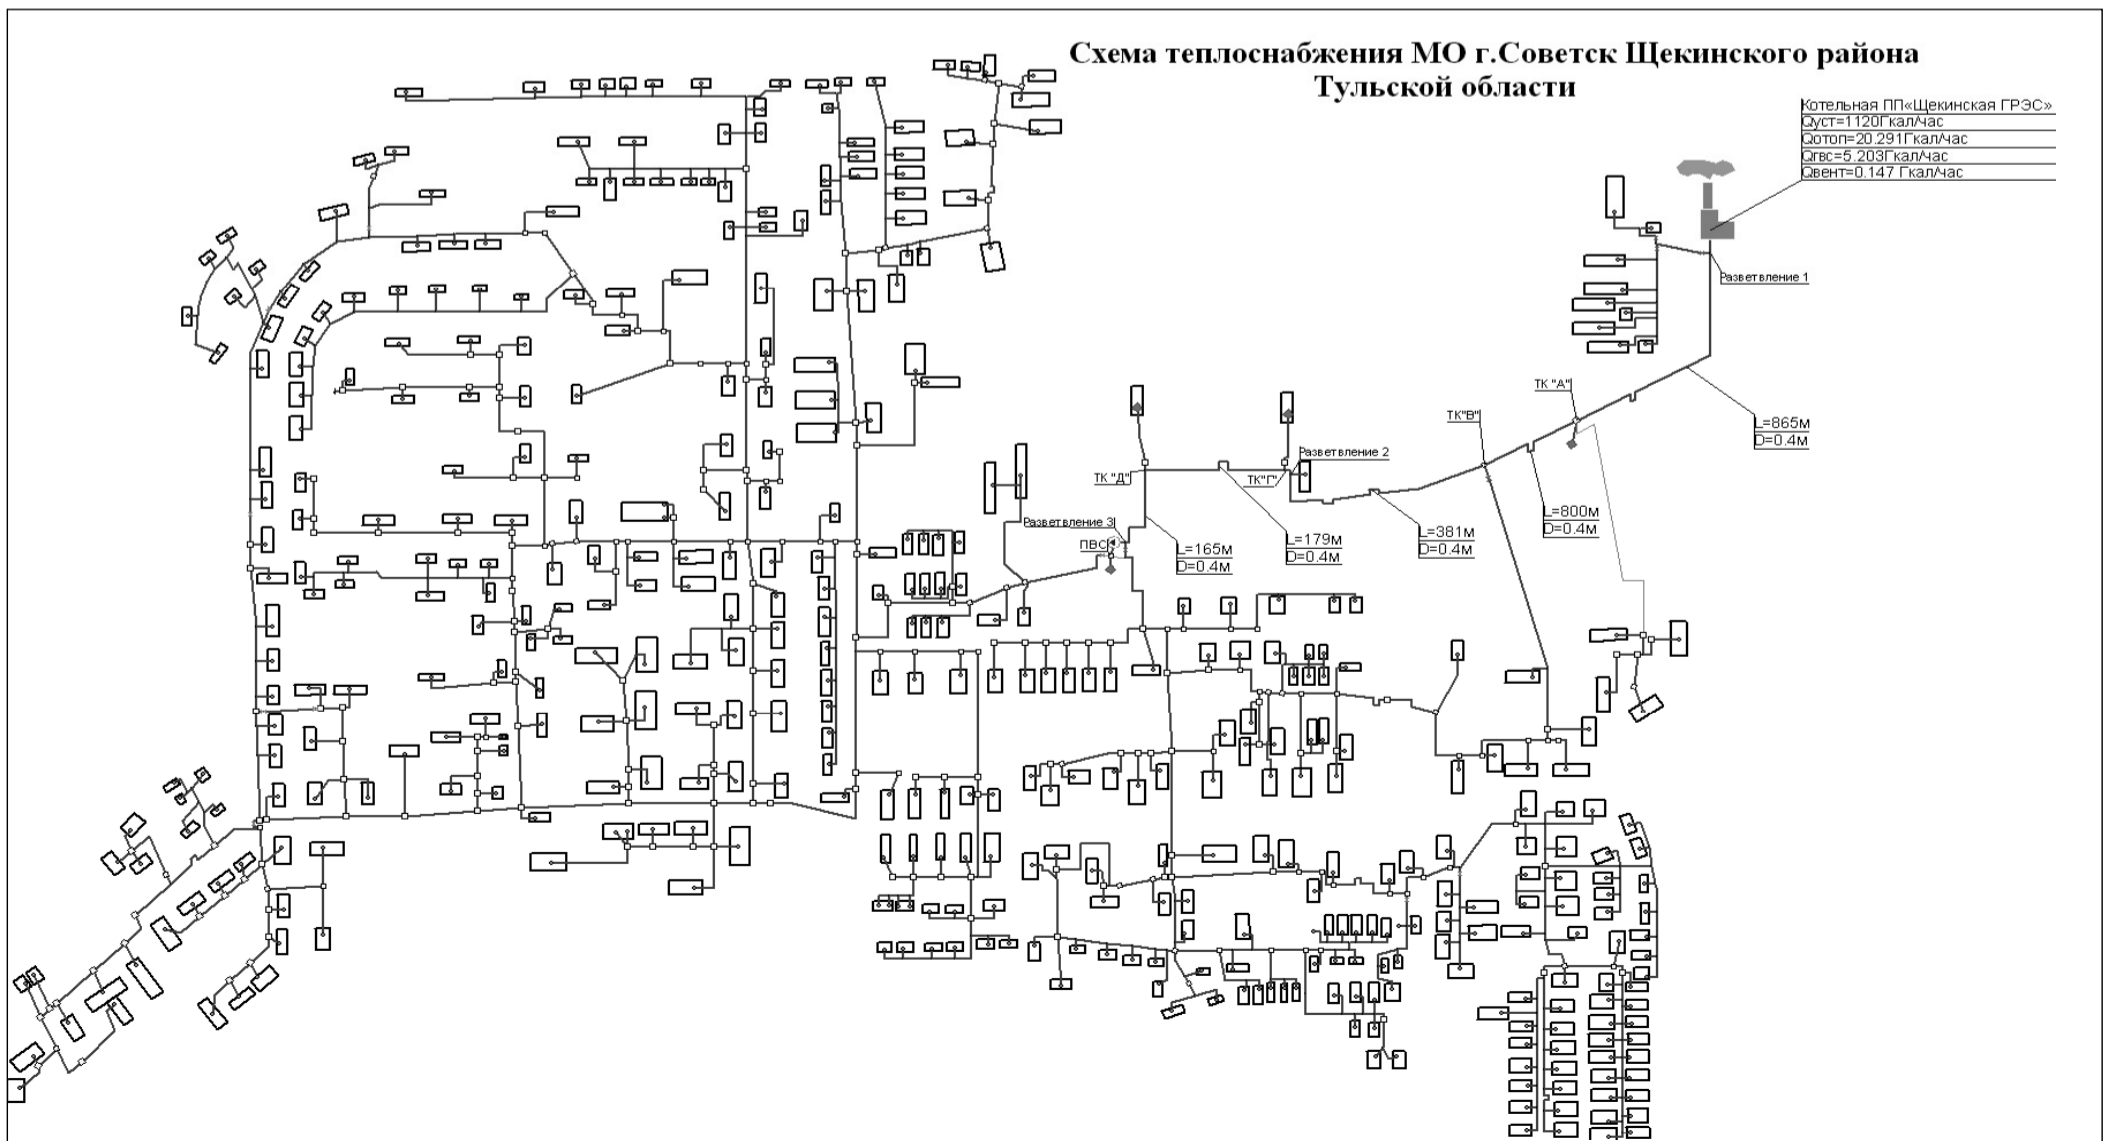 Схема теплоснабжения МО г.Советск Щекинского района
Тульской области
Котельная ПП«Щекинская ГРЭС»
Qуст=1120Гкал/час
Qотоп=20.291Гкал/час
Qгвс=5.203Гкал/час
Qвент=0.147 Гкал/час
Разветвление 1
ТК "А"
ТК"В"
L=865м
D=0.4м
Разветвление 2
ТК "Д"
ТК"Г"
L=800м
D=0.4м
Разветвление 3
ПВС
L=165м
D=0.4м
L=179м
D=0.4м
L=381м
D=0.4м